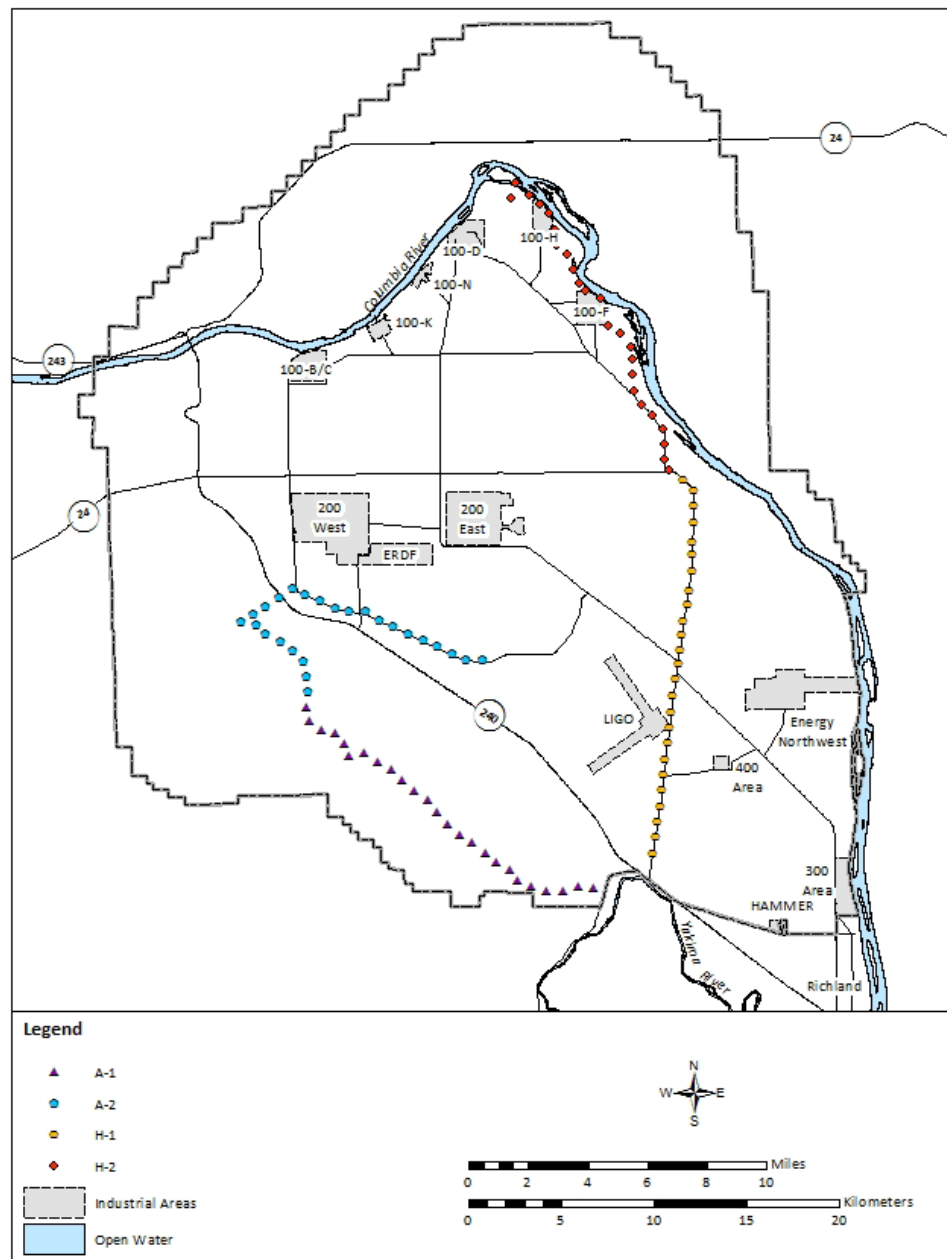 24
100-H
100-D
Columbia River
100-N
100-F
100-K
243
100-B/C
24
200
West
200
East
ERDF
240
LIGO
Energy
Northwest
400
Area
300
Area
HAMMER
Yakima River
Richland
Legend
A-1
A-2
H-1
H-2
Industrial Areas
Open Water
N
W E
S
Miles
0 2 4 6 8 10
Kilometers
0 5 10 15 20